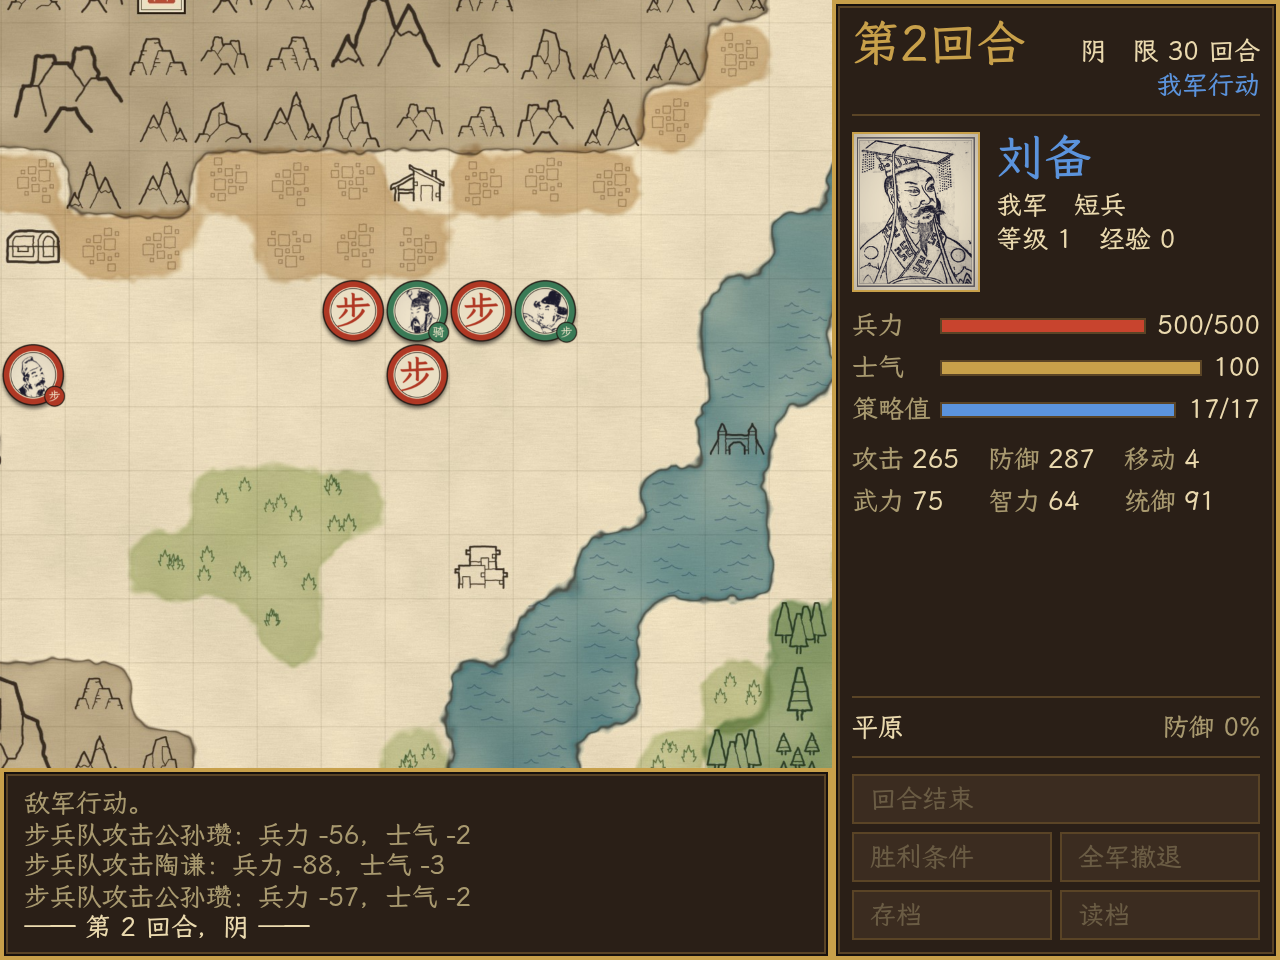 第2回合
阴 限 30 回合
我军行动
刘备
我军 短兵
等级 1 经验 0
兵力 500/500
士气 100
策略值 17/17
攻击 265 防御 287 移动 4
武力 75 智力 64 统御 91
平原 防御 0%
回合结束
胜利条件 全军撤退
存档 读档
步 骑 步 步
步 步
敌军行动。
步兵队攻击公孙瓒：兵力 -56，士气 -2
步兵队攻击陶谦：兵力 -88，士气 -3
步兵队攻击公孙瓒：兵力 -57，士气 -2
—— 第 2 回合，阴 ——